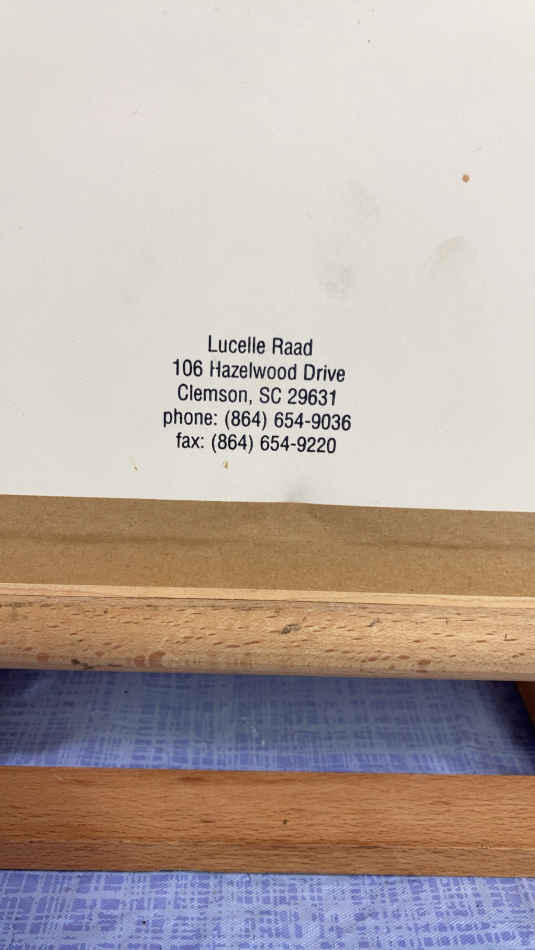 Lucelle Raad
106 Hazelwood Drive
Clemson, SC 29631
phone: (864) 654-9036
fax: (864) 654-9220